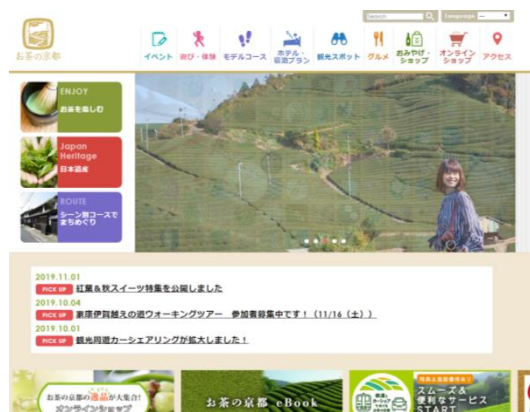 Search
Language
お茶の京都
イベント
遊び・体験
モデルコース
ホテル・
宿泊プラン
観光スポット
グルメ
おみやげ・
ショップ
オンライン
ショップ
アクセス
ENJOY
お茶を楽しむ
Japan
Heritage
日本遺産
ROUTE
シーン別コースで
まちめぐり
2019.11.01
PICK UP 紅葉&秋スイーツ特集を公開しました
2019.10.04
PICK UP 家康伊賀越えの道ウォーキングツアー 参加者募集中です!(11/16(土))
2019.10.01
PICK UP 観光周遊カーシェアリングが拡大しました!
お茶の京都の逸品が大集合!
オンラインショップ
お茶の京都 eBook
スムーズ&
便利なサービス
START